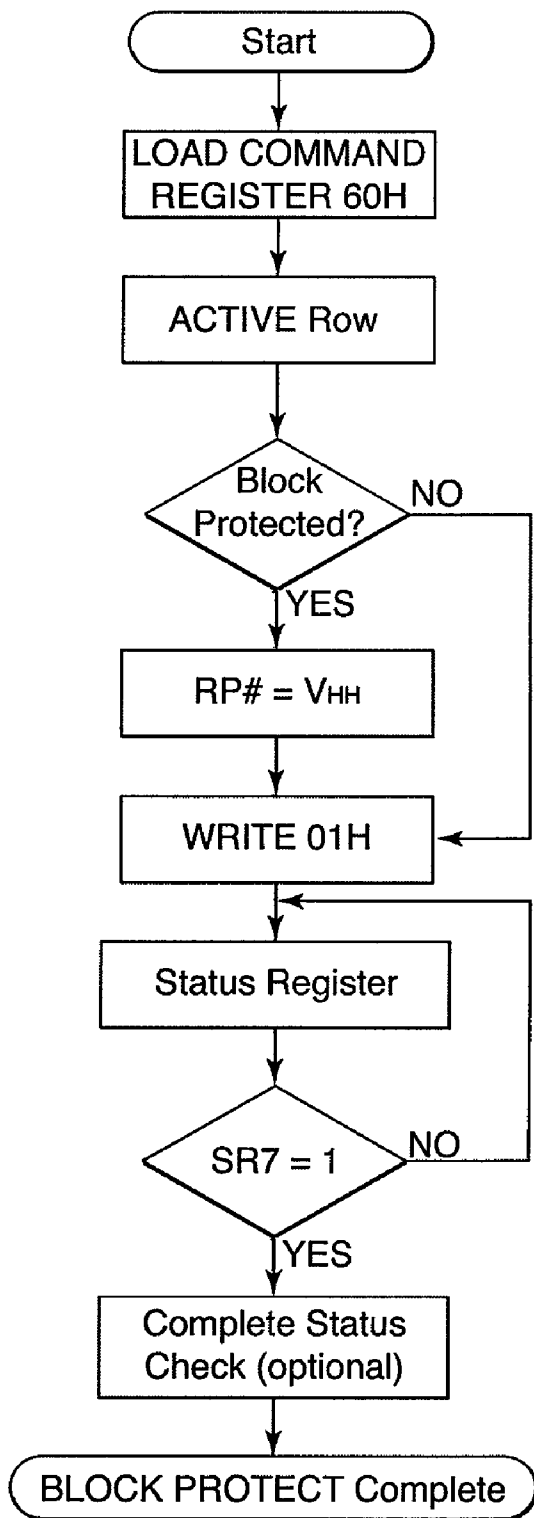 Start
LOAD COMMAND
REGISTER 60H
ACTIVE Row
Block
Protected?
NO
YES
RP# = VHH
WRITE 01H
Status Register
SR7 = 1
NO
YES
Complete Status
Check (optional)
BLOCK PROTECT Complete